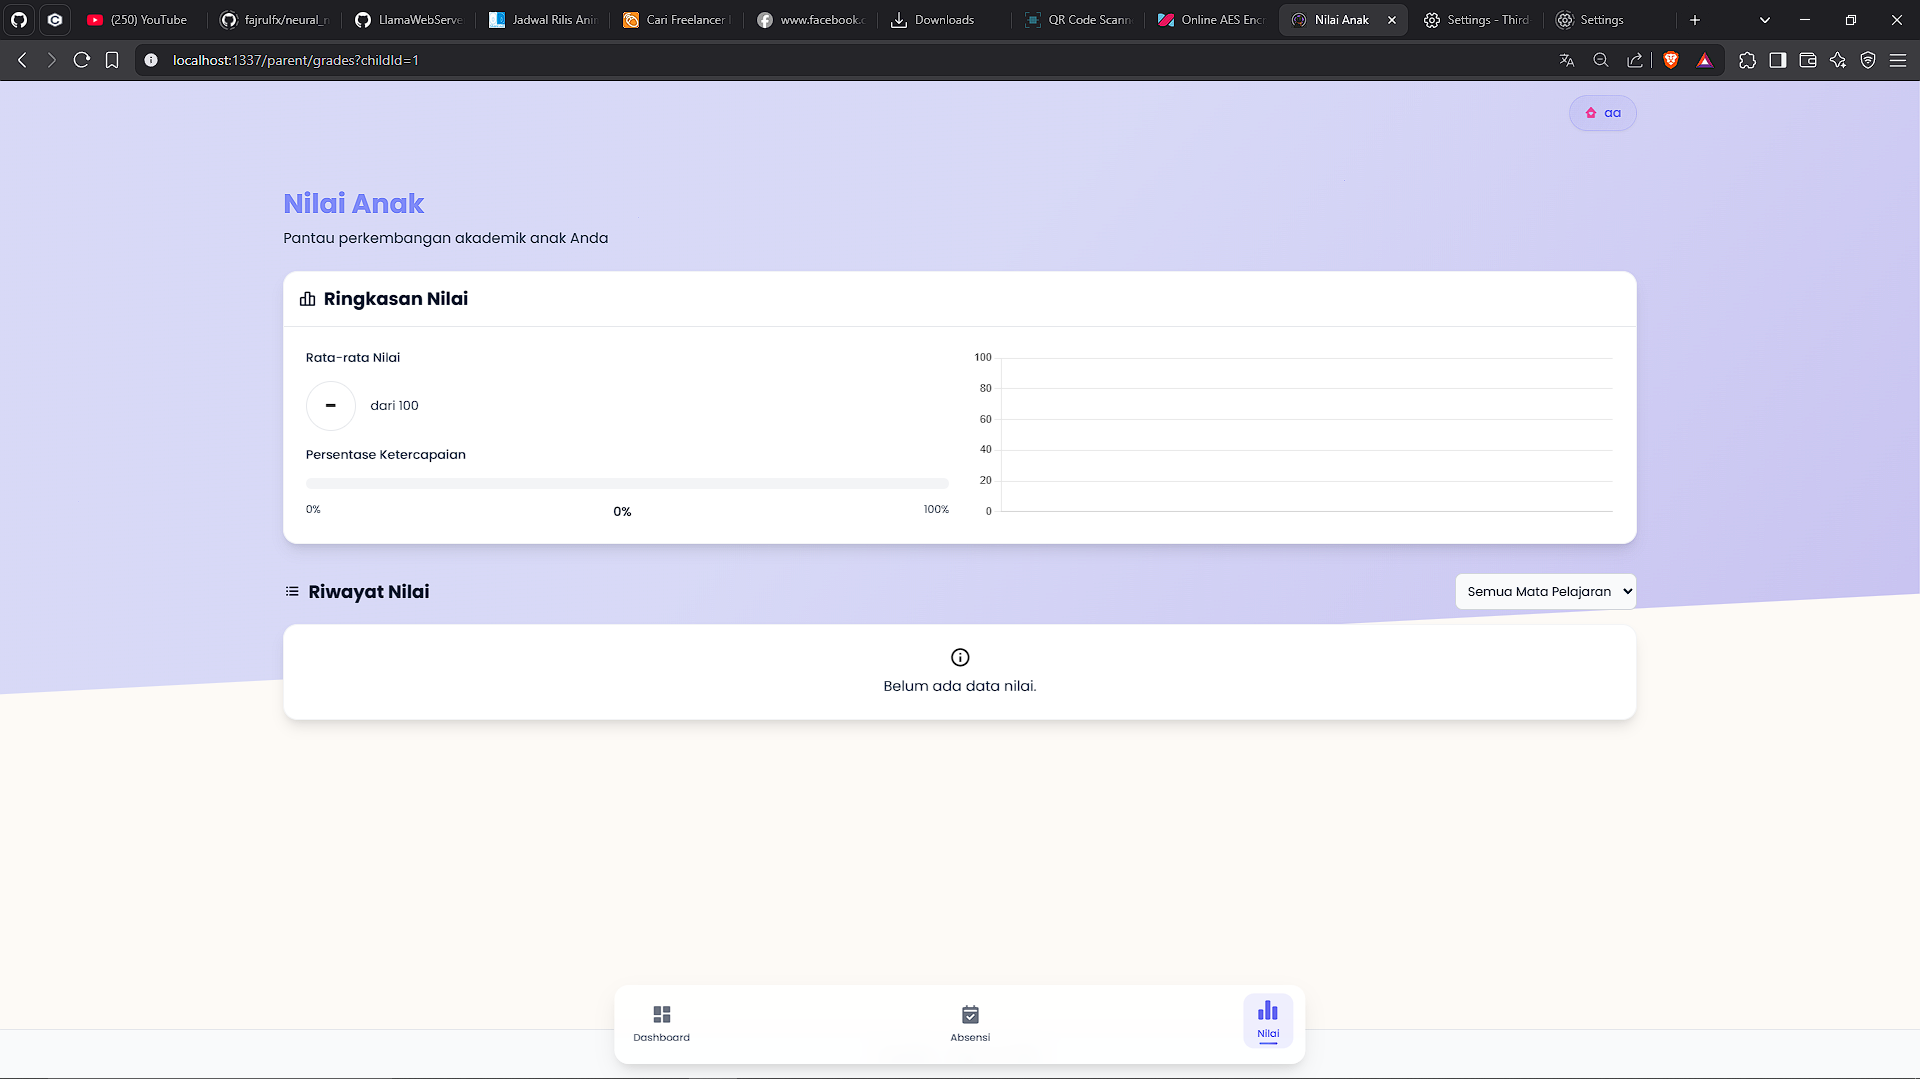 (250) YouTube
fajrulfx/neural_n
LlamaWebServe
Jadwal Rilis Anim
Cari Freelancer
www.facebook.c
Downloads
QR Code Scann
Online AES Encr
Nilai Anak
Settings - Third
Settings
localhost:1337/parent/grades?childId=1
aa
Nilai Anak
Pantau perkembangan akademik anak Anda
Ringkasan Nilai
Rata-rata Nilai
-
dari 100
Persentase Ketercapaian
0%
0%
100%
100
80
60
40
20
0
Riwayat Nilai
Semua Mata Pelajaran
Belum ada data nilai.
Dashboard
Absensi
Nilai